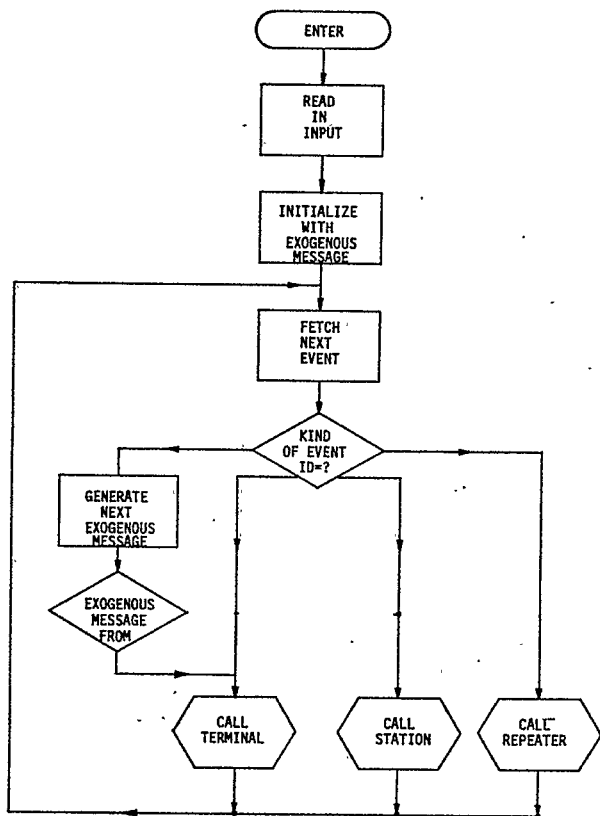 ENTER
READ
IN
INPUT
INITIALIZE
WITH
EXOGENOUS
MESSAGE
FETCH
NEXT
EVENT
KIND
OF EVENT
ID=?
GENERATE
NEXT
EXOGENOUS
MESSAGE
EXOGENOUS
MESSAGE
FROM
CALL
TERMINAL
CALL
STATION
CALL
REPEATER